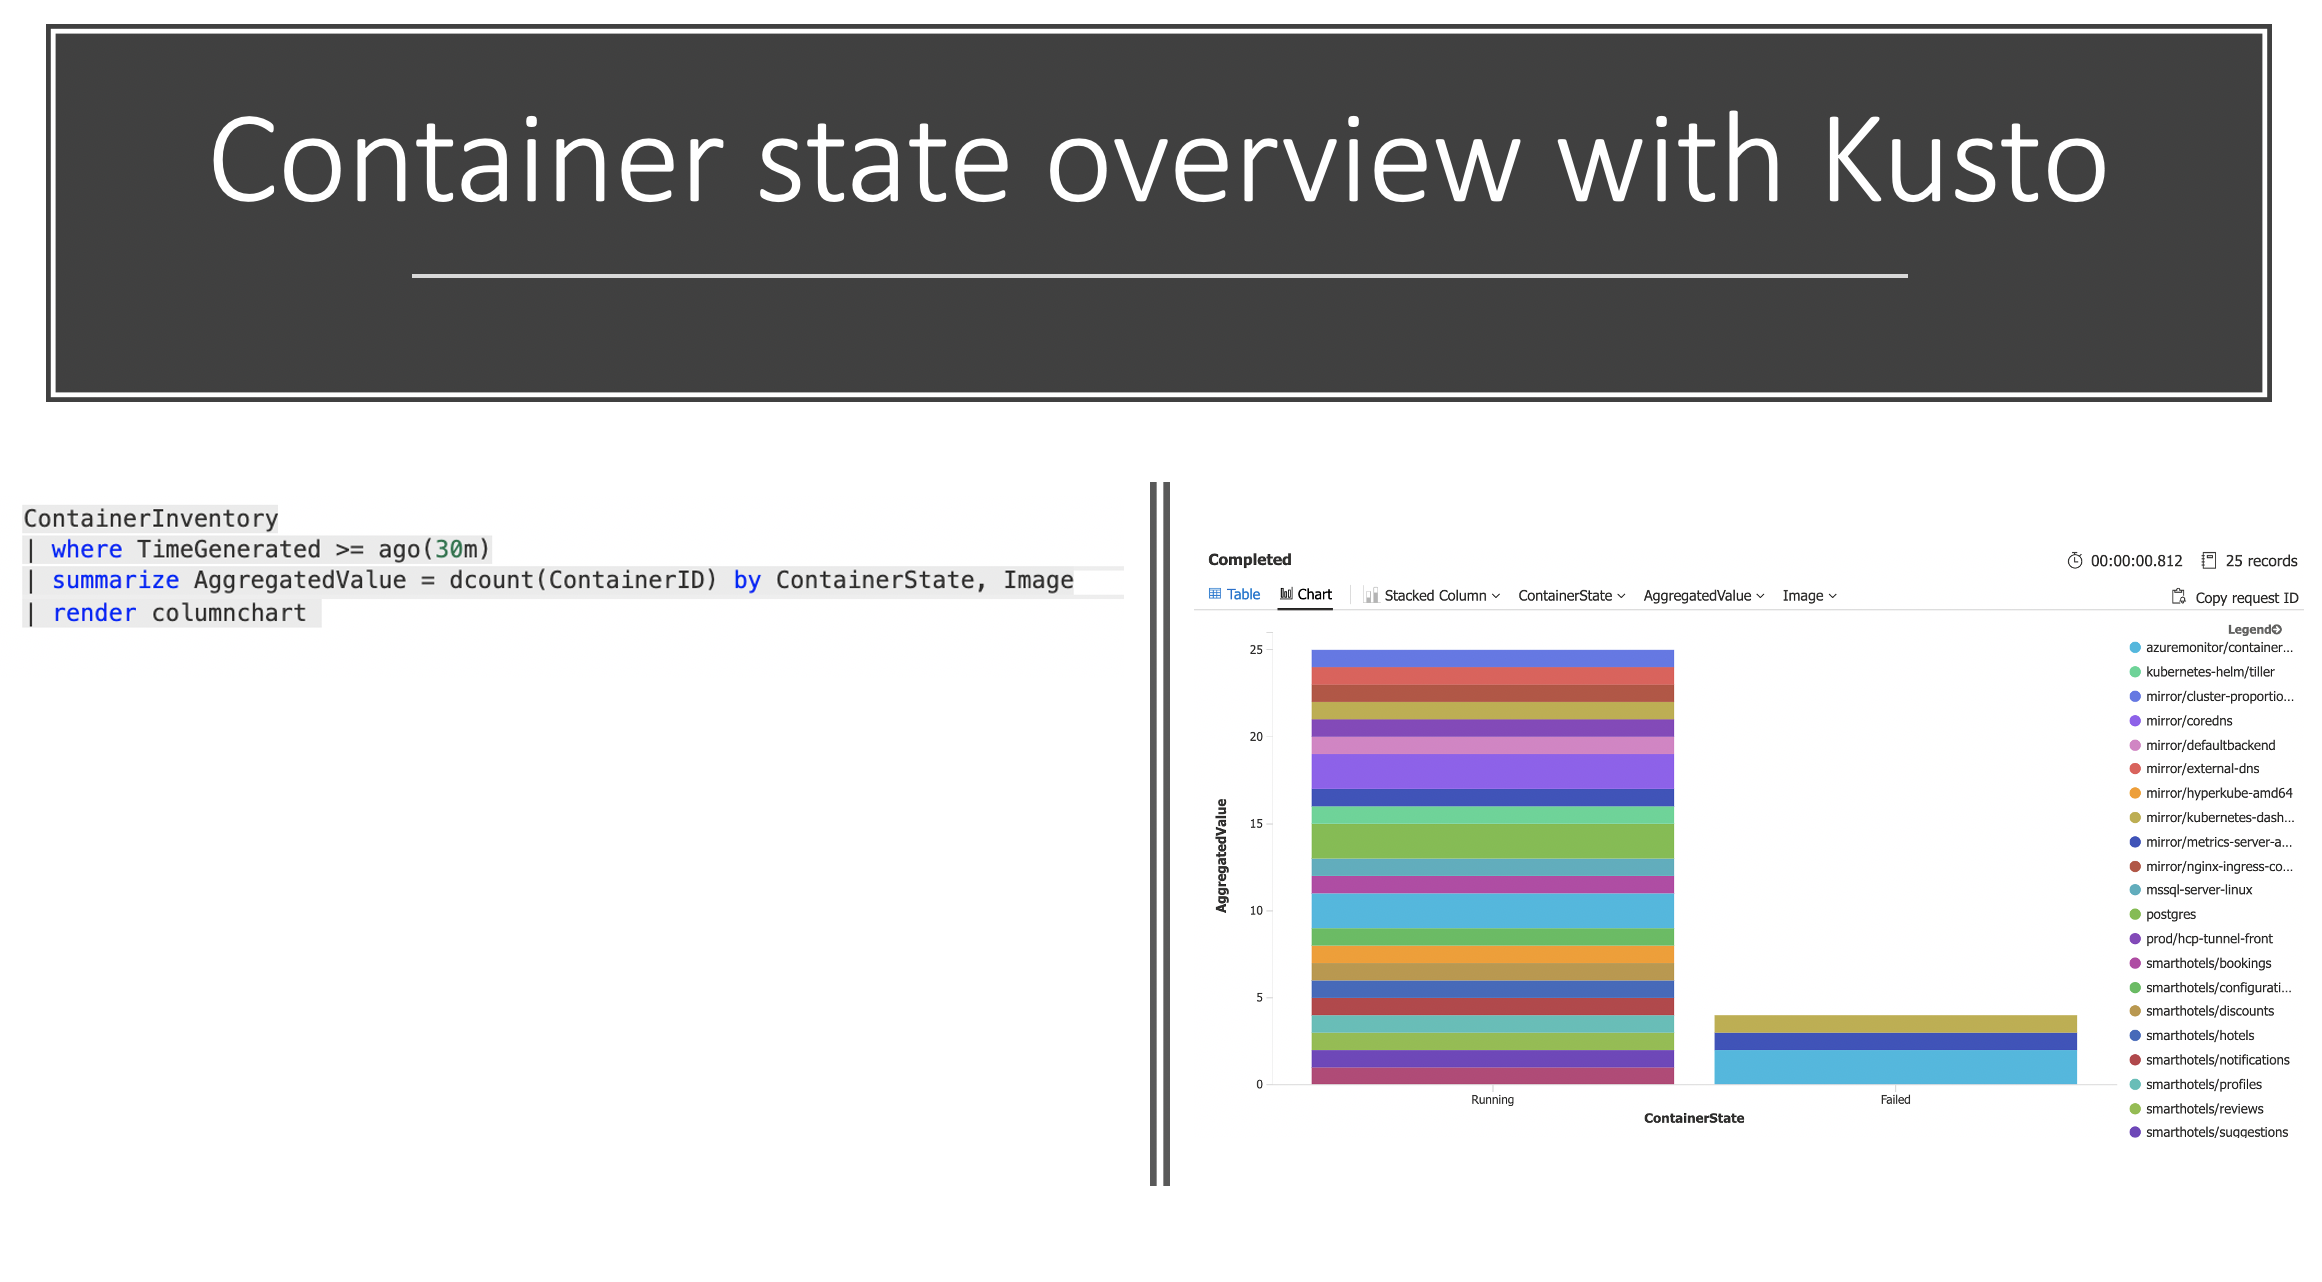 Container state overview with Kusto
ContainerInventory
| where TimeGenerated >= ago(30m)
| summarize AggregatedValue = dcount(ContainerID) by ContainerState, Image
| render columnchart
Completed
00:00:00.812
25 records
Table
Chart
Stacked Column
ContainerState
AggregatedValue
Image
Copy request ID
Legend
25
20
15
10
5
0
AggregatedValue
Running
Failed
ContainerState
azuremonitor/container...
kubernetes-helm/tiller
mirror/cluster-proportio...
mirror/coredns
mirror/defaultbackend
mirror/external-dns
mirror/hyperkube-amd64
mirror/kubernetes-dash...
mirror/metrics-server-a...
mirror/nginx-ingress-co...
mssql-server-linux
postgres
prod/hcp-tunnel-front
smarthotels/bookings
smarthotels/configurati...
smarthotels/discounts
smarthotels/hotels
smarthotels/notifications
smarthotels/profiles
smarthotels/reviews
smarthotels/suggestions